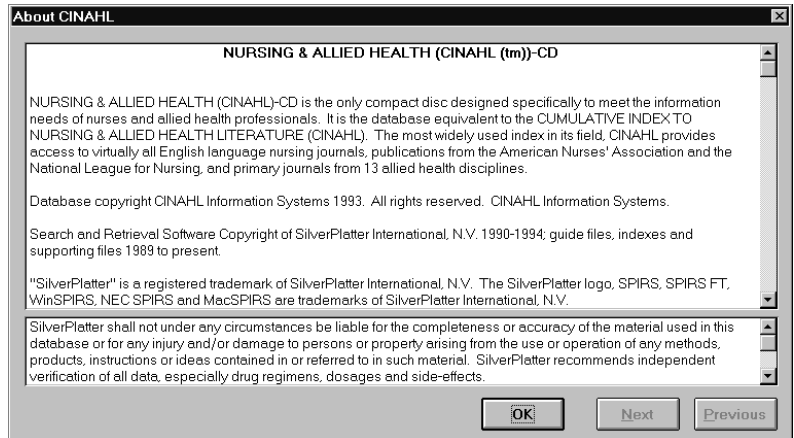 About CINAHL
NURSING & ALLIED HEALTH (CINAHL (tm))-CD
NURSING & ALLIED HEALTH (CINAHL)-CD is the only compact disc designed specifically to meet the information
needs of nurses and allied health professionals. It is the database equivalent to the CUMULATIVE INDEX TO
NURSING & ALLIED HEALTH LITERATURE (CINAHL). The most widely used index in its field, CINAHL provides
access to virtually all English language nursing journals, publications from the American Nurses' Association and the
National League for Nursing, and primary journals from 13 allied health disciplines.
Database copyright CINAHL Information Systems 1993. All rights reserved. CINAHL Information Systems.
Search and Retrieval Software Copyright of SilverPlatter International, N.V. 1990-1994; guide files, indexes and
supporting files 1989 to present.
"SilverPlatter" is a registered trademark of SilverPlatter International, N.V. The SilverPlatter logo, SPIRS, SPIRS FT,
WinSPIRS, NEC SPIRS and MacSPIRS are trademarks of SilverPlatter International, N.V.
SilverPlatter shall not under any circumstances be liable for the completeness or accuracy of the material used in this
database or for any injury and/or damage to persons or property arising from the use or operation of any methods,
products, instructions or ideas contained in or referred to in such material. SilverPlatter recommends independent
verification of all data, especially drug regimens, dosages and side-effects.
OK Next Previous